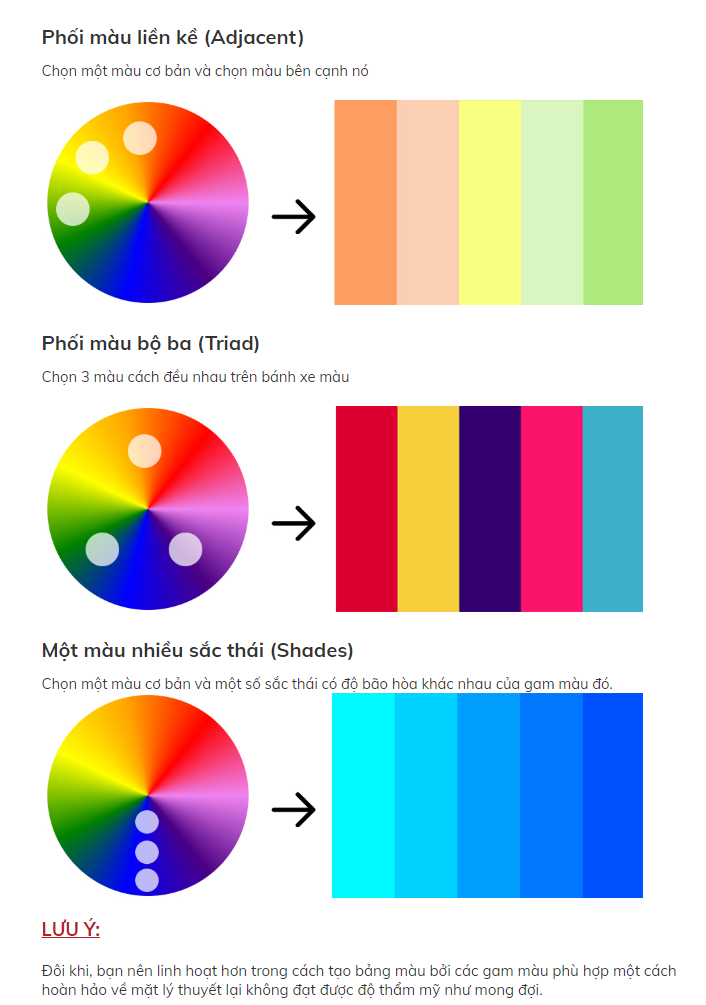 Phối màu liền kề (Adjacent)
Chọn một màu cơ bản và chọn màu bên cạnh nó
Phối màu bộ ba (Triad)
Chọn 3 màu cách đều nhau trên bánh xe màu
Một màu nhiều sắc thái (Shades)
Chọn một màu cơ bản và một số sắc thái có độ bão hòa khác nhau của gam màu đó.
LƯU Ý:
Đôi khi, bạn nên linh hoạt hơn trong cách tạo bảng màu bởi các gam màu phù hợp một cách
hoàn hảo về mặt lý thuyết lại không đạt được độ thẩm mỹ như mong đợi.